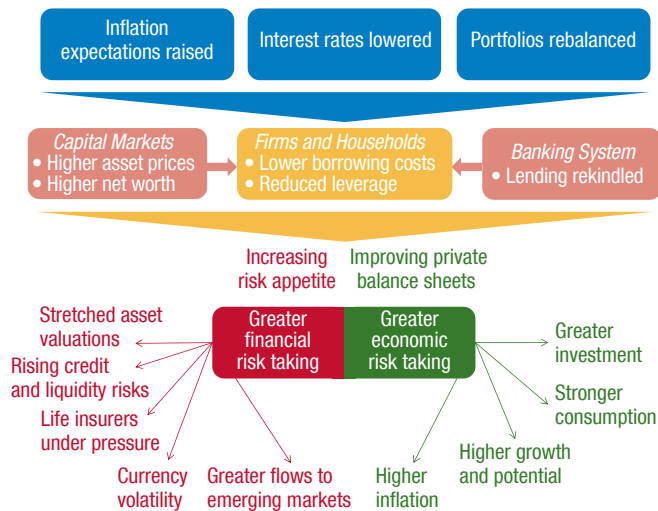 Inflation
expectations raised
Interest rates lowered
Portfolios rebalanced
Capital Markets
• Higher asset prices
• Higher net worth
Firms and Households
• Lower borrowing costs
• Reduced leverage
Banking System
• Lending rekindled
Increasing
risk appetite
Improving private
balance sheets
Greater
financial
risk taking
Greater
economic
risk taking
Stretched asset
valuations
Rising credit
and liquidity risks
Life insurers
under pressure
Currency
volatility
Greater flows to
emerging markets
Higher
inflation
Higher growth
and potential
Stronger
consumption
Greater
investment